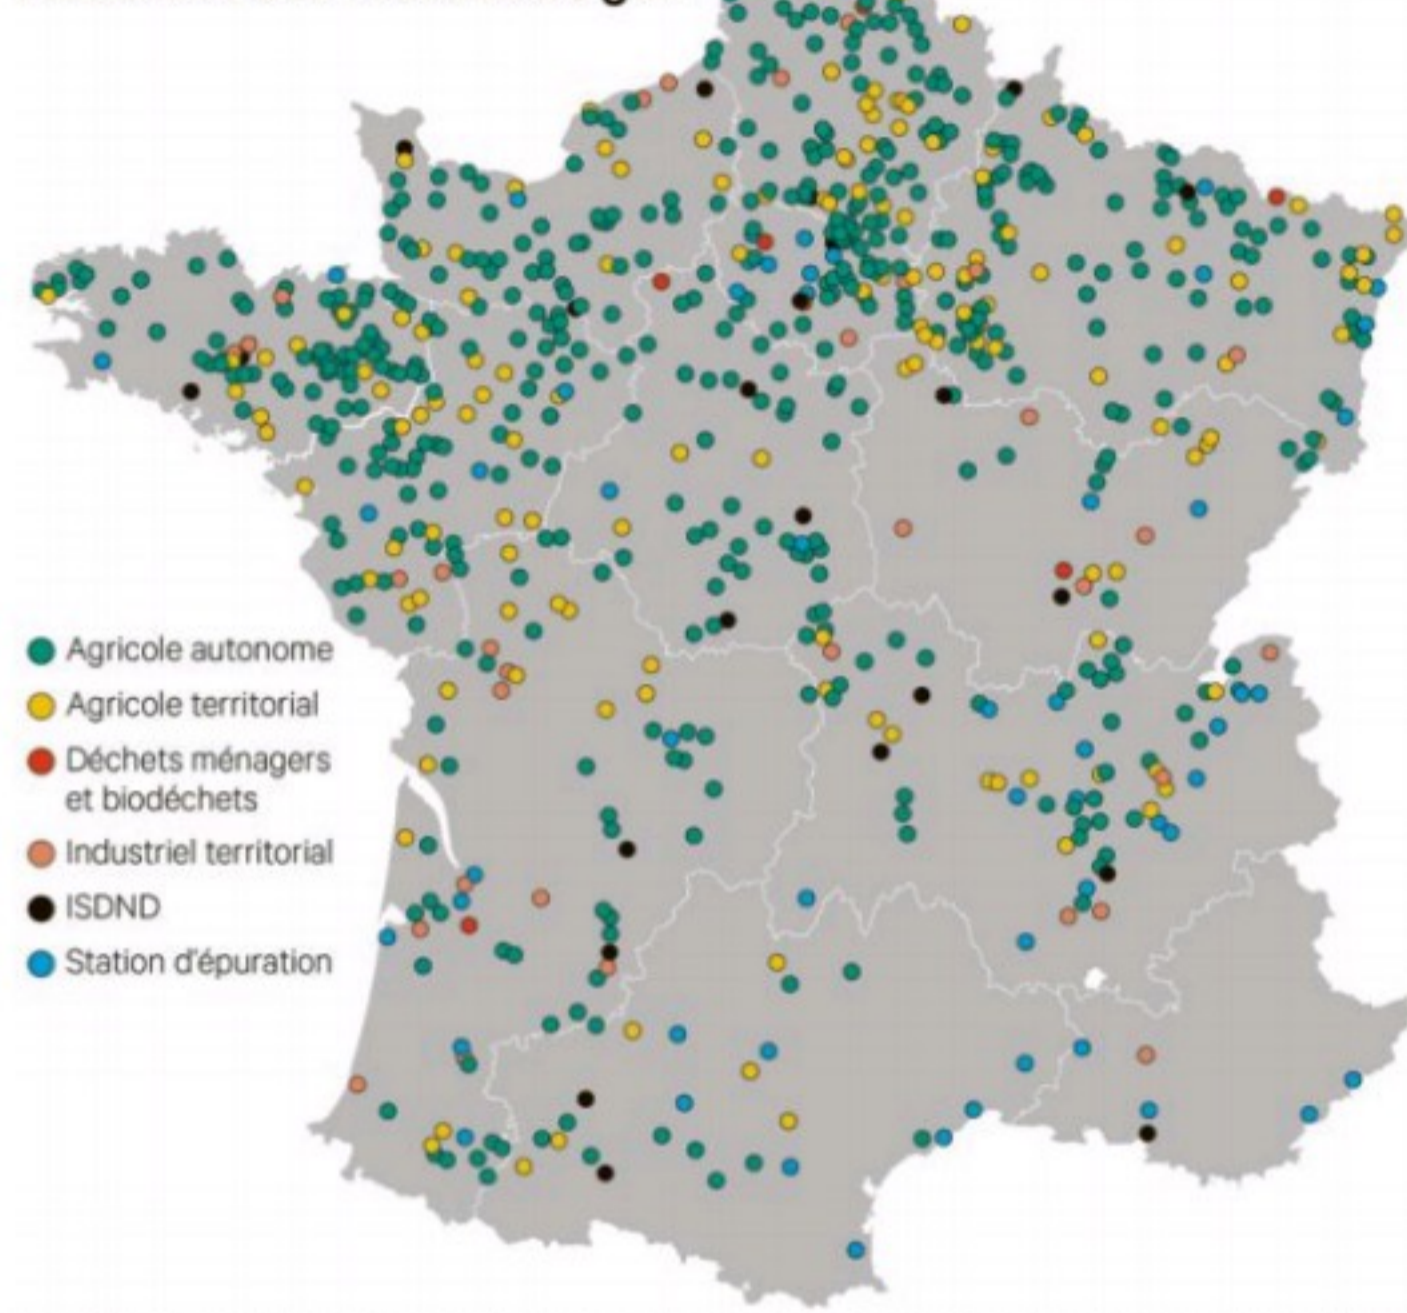 Agricole autonome
Agricole territorial
Déchets ménagers
et biodéchets
Industriel territorial
ISDND
Station d'épuration